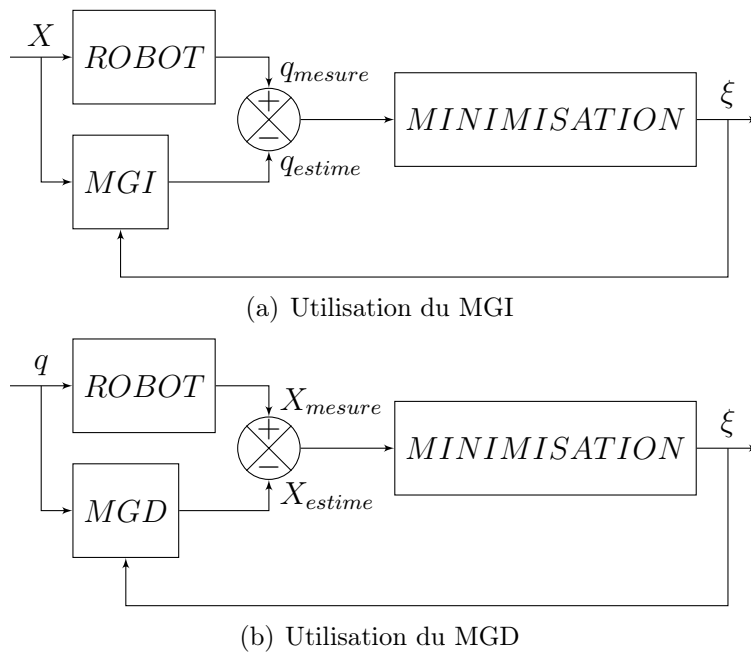 X
ROBOT
q_mesure
+
−
MINIMISATION
ξ
MGI
q_estime
(a) Utilisation du MGI
q
ROBOT
X_mesure
+
−
MINIMISATION
ξ
MGD
X_estime
(b) Utilisation du MGD